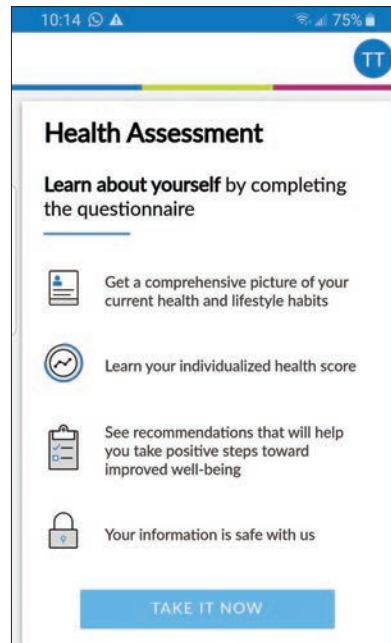 10:14 75%
TT
Health Assessment
Learn about yourself by completing
the questionnaire
Get a comprehensive picture of your
current health and lifestyle habits
Learn your individualized health score
See recommendations that will help
you take positive steps toward
improved well-being
Your information is safe with us
TAKE IT NOW